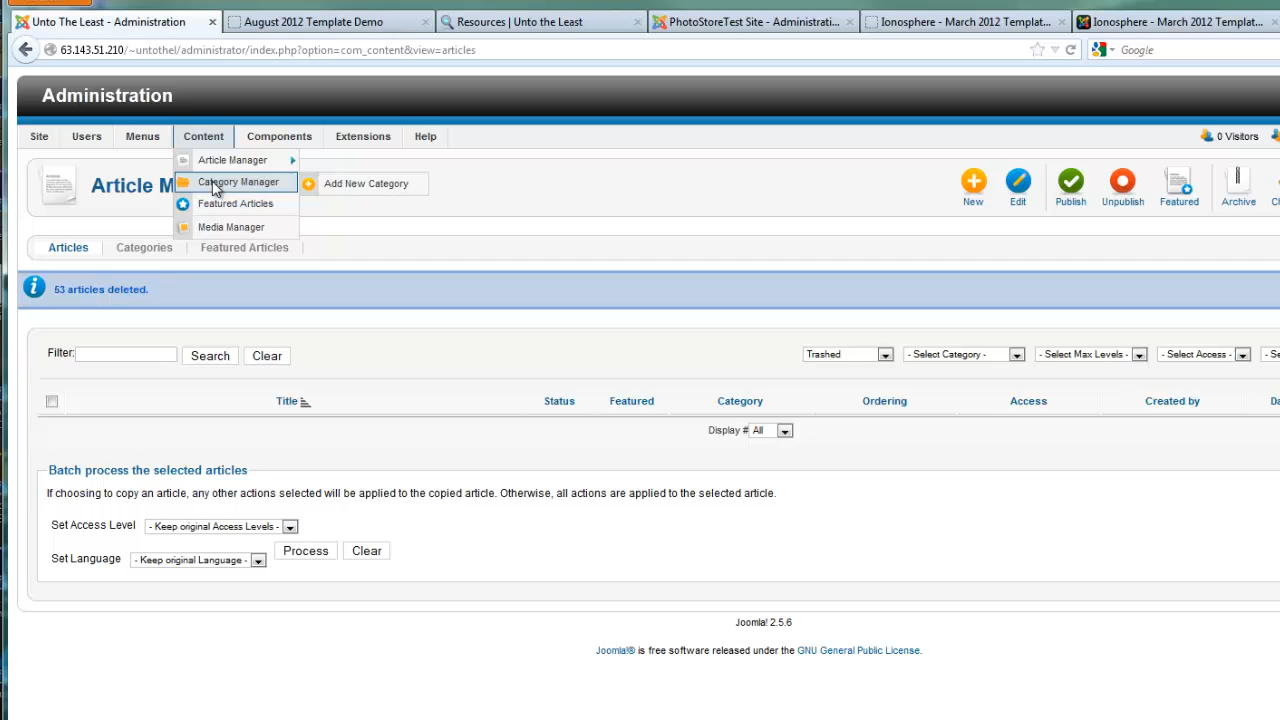 Unto The Least - Administration
August 2012 Template Demo
Resources | Unto the Least
PhotoStore Test Site - Administrati...
Ionosphere - March 2012 Templat...
Ionosphere - March 2012 Templat...
63.143.51.210/~untothel/administrator/index.php?option=com_content&view=articles
Google
Administration
Site
Users
Menus
Content
Components
Extensions
Help
0 Visitors
Article Manager
Category Manager
Add New Category
Featured Articles
Media Manager
Article M
New
Edit
Publish
Unpublish
Featured
Archive
Articles
Categories
Featured Articles
53 articles deleted.
Filter:
Search
Clear
Trashed
- Select Category -
- Select Max Levels -
- Select Access -
Title
Status
Featured
Category
Ordering
Access
Created by
Da
Display # All
Batch process the selected articles
If choosing to copy an article, any other actions selected will be applied to the copied article. Otherwise, all actions are applied to the selected article.
Set Access Level
- Keep original Access Levels -
Set Language
- Keep original Language -
Process
Clear
Joomla! 2.5.6
Joomla!® is free software released under the GNU General Public License.